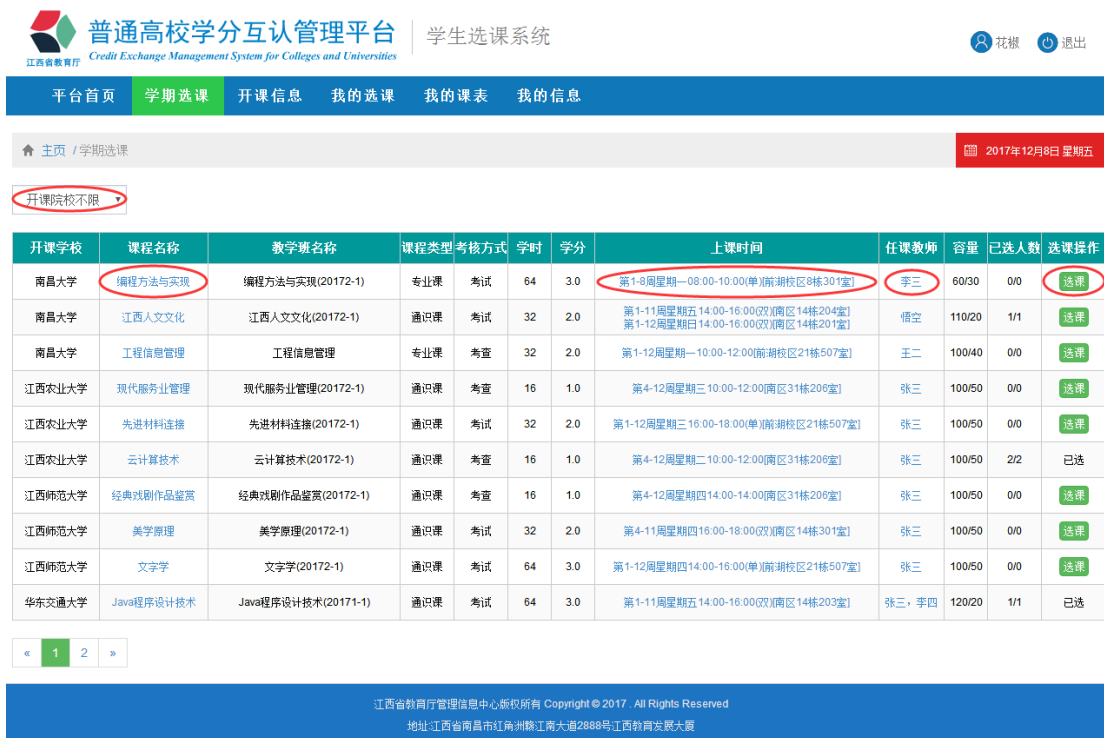 普通高校学分互认管理平台 学生选课系统
Credit Exchange Management System for Colleges and Universities
江西省教育厅
花椒 退出
平台首页 学期选课 开课信息 我的选课 我的课表 我的信息
主页 / 学期选课 2017年12月8日 星期五
开课院校不限
开课学校 课程名称 教学班名称 课程类型 考核方式 学时 学分 上课时间 任课教师 容量 已选人数 选课操作
南昌大学 编程方法与实现 编程方法与实现(20172-1) 专业课 考试 64 3.0 第1-8周星期一08:00-10:00(单)[前湖校区8栋301室] 李三 60/30 0/0 选课
南昌大学 江西人文文化 江西人文文化(20172-1) 通识课 考试 32 2.0 第1-11周星期五14:00-16:00(双)[南区14栋204室] 悟空 110/20 1/1 选课
第1-12周星期日14:00-16:00(双)[南区14栋201室]
南昌大学 工程信息管理 工程信息管理 专业课 考查 32 2.0 第1-12周星期一10:00-12:00[前湖校区21栋507室] 王二 100/40 0/0 选课
江西农业大学 现代服务业管理 现代服务业管理(20172-1) 通识课 考查 16 1.0 第4-12周星期三10:00-12:00[南区31栋206室] 张三 100/50 0/0 选课
江西农业大学 先进材料连接 先进材料连接(20172-1) 通识课 考试 32 2.0 第1-12周星期三16:00-18:00(单)[前湖校区21栋507室] 张三 100/50 0/0 选课
江西农业大学 云计算技术 云计算技术(20172-1) 通识课 考查 16 1.0 第4-12周星期二10:00-12:00[南区31栋206室] 张三 100/50 2/2 已选
江西师范大学 经典戏剧作品鉴赏 经典戏剧作品鉴赏(20172-1) 通识课 考查 16 1.0 第4-12周星期四14:00-14:00[南区31栋206室] 张三 100/50 0/0 选课
江西师范大学 美学原理 美学原理(20172-1) 通识课 考试 32 2.0 第4-11周星期四16:00-18:00(双)[南区14栋301室] 张三 100/50 0/0 选课
江西师范大学 文字学 文字学(20172-1) 通识课 考试 64 3.0 第1-12周星期四14:00-16:00(单)[前湖校区21栋507室] 张三 100/50 0/0 选课
华东交通大学 Java程序设计技术 Java程序设计技术(20171-1) 通识课 考试 64 3.0 第1-11周星期五14:00-16:00(双)[南区14栋203室] 张三，李四 120/20 1/1 已选
« 1 2 »
江西省教育厅管理信息中心版权所有 Copyright © 2017 . All Rights Reserved
地址:江西省南昌市红角洲赣江南大道2888号江西教育发展大厦